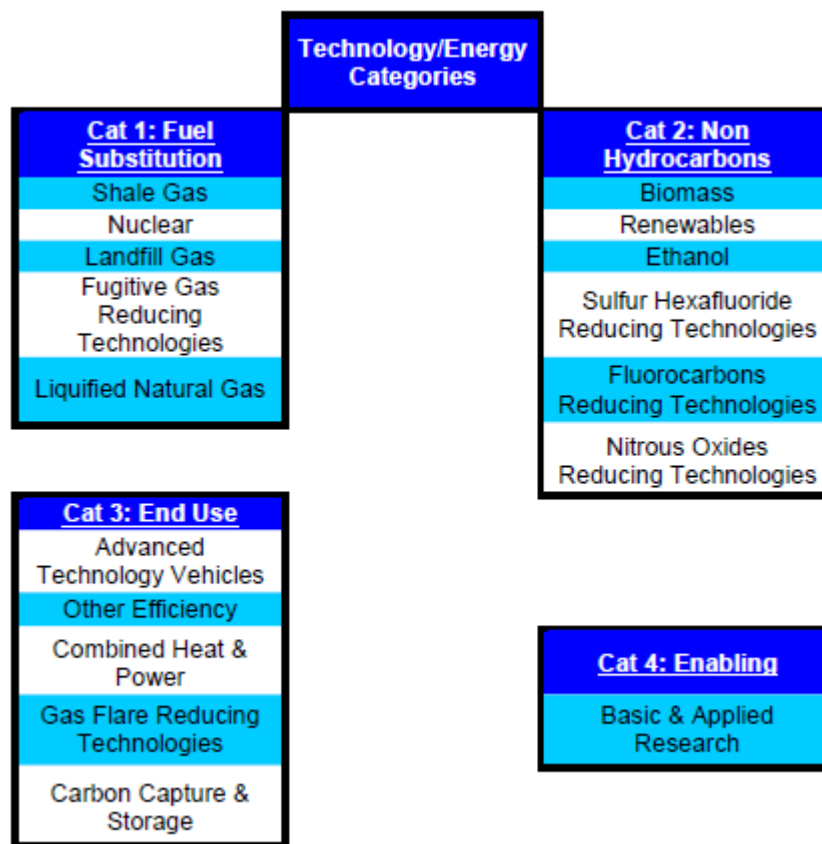 Technology/Energy
Categories
Cat 1: Fuel
Substitution
Shale Gas
Nuclear
Landfill Gas
Fugitive Gas
Reducing
Technologies
Liquified Natural Gas
Cat 2: Non
Hydrocarbons
Biomass
Renewables
Ethanol
Sulfur Hexafluoride
Reducing Technologies
Fluorocarbons
Reducing Technologies
Nitrous Oxides
Reducing Technologies
Cat 3: End Use
Advanced
Technology Vehicles
Other Efficiency
Combined Heat &
Power
Gas Flare Reducing
Technologies
Carbon Capture &
Storage
Cat 4: Enabling
Basic & Applied
Research